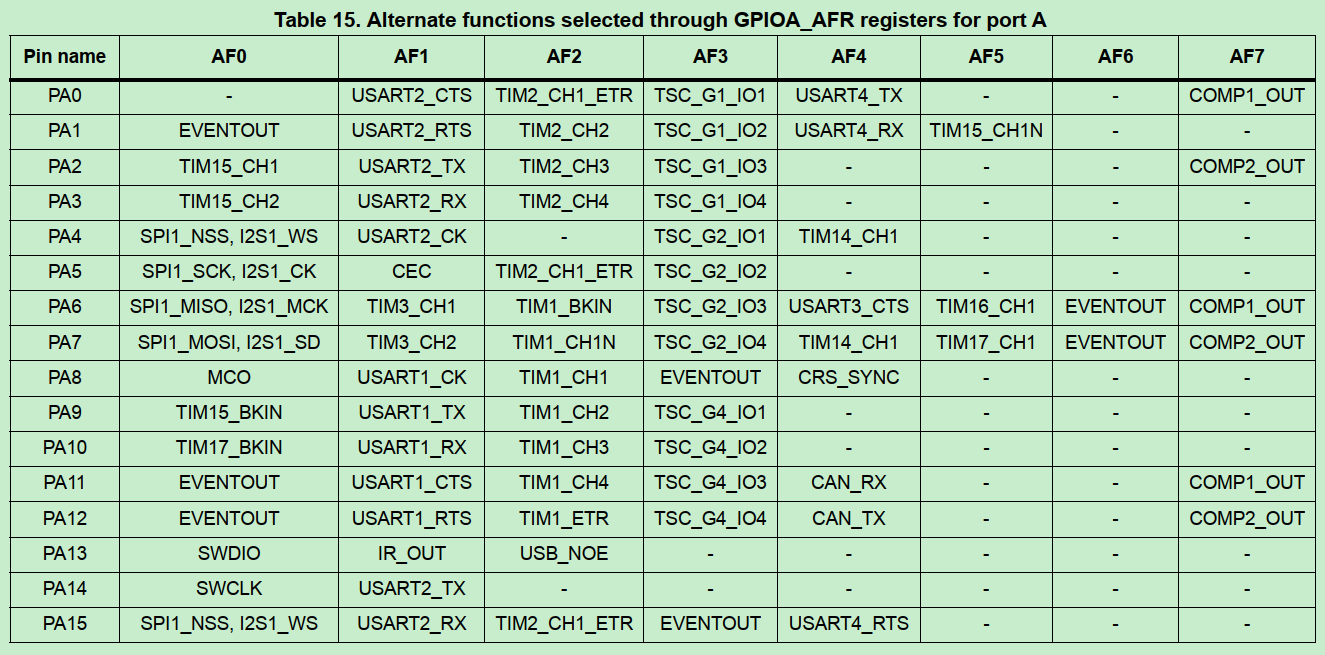 Table 15. Alternate functions selected through GPIOA_AFR registers for port A
Pin name AF0 AF1 AF2 AF3 AF4 AF5 AF6 AF7
PA0 - USART2_CTS TIM2_CH1_ETR TSC_G1_IO1 USART4_TX - - COMP1_OUT
PA1 EVENTOUT USART2_RTS TIM2_CH2 TSC_G1_IO2 USART4_RX TIM15_CH1N - -
PA2 TIM15_CH1 USART2_TX TIM2_CH3 TSC_G1_IO3 - - - COMP2_OUT
PA3 TIM15_CH2 USART2_RX TIM2_CH4 TSC_G1_IO4 - - - -
PA4 SPI1_NSS, I2S1_WS USART2_CK - TSC_G2_IO1 TIM14_CH1 - - -
PA5 SPI1_SCK, I2S1_CK CEC TIM2_CH1_ETR TSC_G2_IO2 - - - -
PA6 SPI1_MISO, I2S1_MCK TIM3_CH1 TIM1_BKIN TSC_G2_IO3 USART3_CTS TIM16_CH1 EVENTOUT COMP1_OUT
PA7 SPI1_MOSI, I2S1_SD TIM3_CH2 TIM1_CH1N TSC_G2_IO4 TIM14_CH1 TIM17_CH1 EVENTOUT COMP2_OUT
PA8 MCO USART1_CK TIM1_CH1 EVENTOUT CRS_SYNC - - -
PA9 TIM15_BKIN USART1_TX TIM1_CH2 TSC_G4_IO1 - - - -
PA10 TIM17_BKIN USART1_RX TIM1_CH3 TSC_G4_IO2 - - - -
PA11 EVENTOUT USART1_CTS TIM1_CH4 TSC_G4_IO3 CAN_RX - - COMP1_OUT
PA12 EVENTOUT USART1_RTS TIM1_ETR TSC_G4_IO4 CAN_TX - - COMP2_OUT
PA13 SWDIO IR_OUT USB_NOE - - - - -
PA14 SWCLK USART2_TX - - - - - -
PA15 SPI1_NSS, I2S1_WS USART2_RX TIM2_CH1_ETR EVENTOUT USART4_RTS - - -